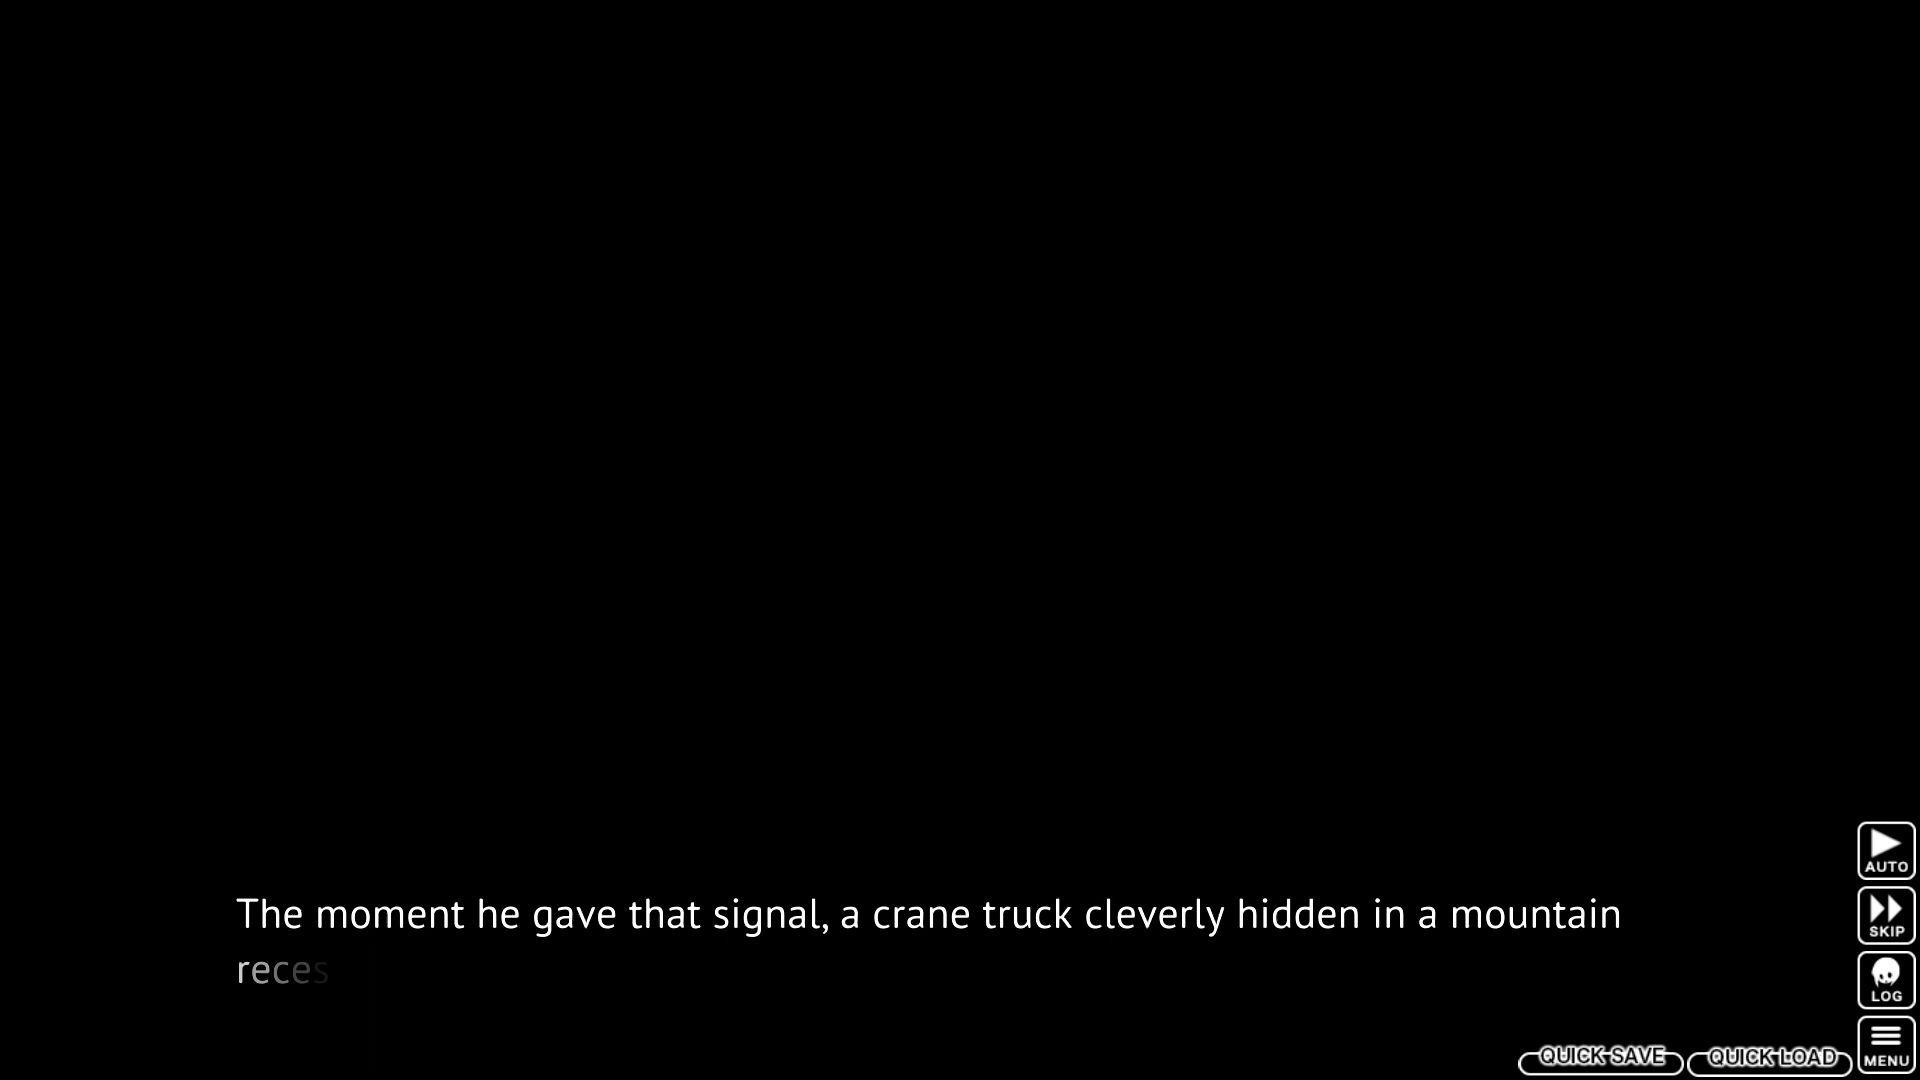 The moment he gave that signal, a crane truck cleverly hidden in a mountain
reces
AUTO
SKIP
LOG
MENU
QUICK SAVE
QUICK LOAD